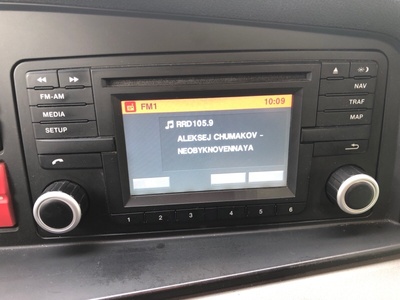 FM1 10:09
RRD105.9
ALEKSEJ CHUMAKOV -
NEOBYKNOVENNAYA
FM-AM
MEDIA
SETUP
NAV
TRAF
MAP
1 2 3 4 5 6